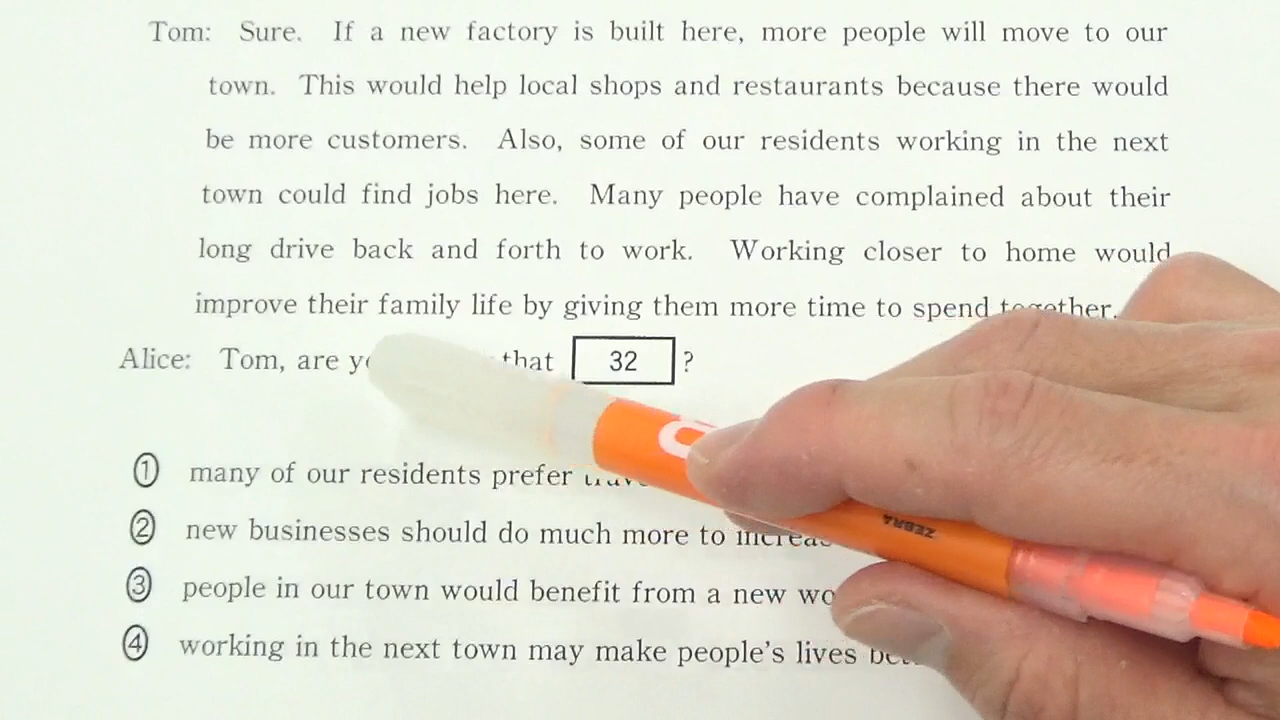 Tom: Sure. If a new factory is built here, more people will move to our
town. This would help local shops and restaurants because there would
be more customers. Also, some of our residents working in the next
town could find jobs here. Many people have complained about their
long drive back and forth to work. Working closer to home would
improve their family life by giving them more time to spend together.
Alice: Tom, are that 32 ?
① many of our residents prefer
② new businesses should do much more to
③ people in our town would benefit from a new
④ working in the next town may make people's lives
ZEBRA